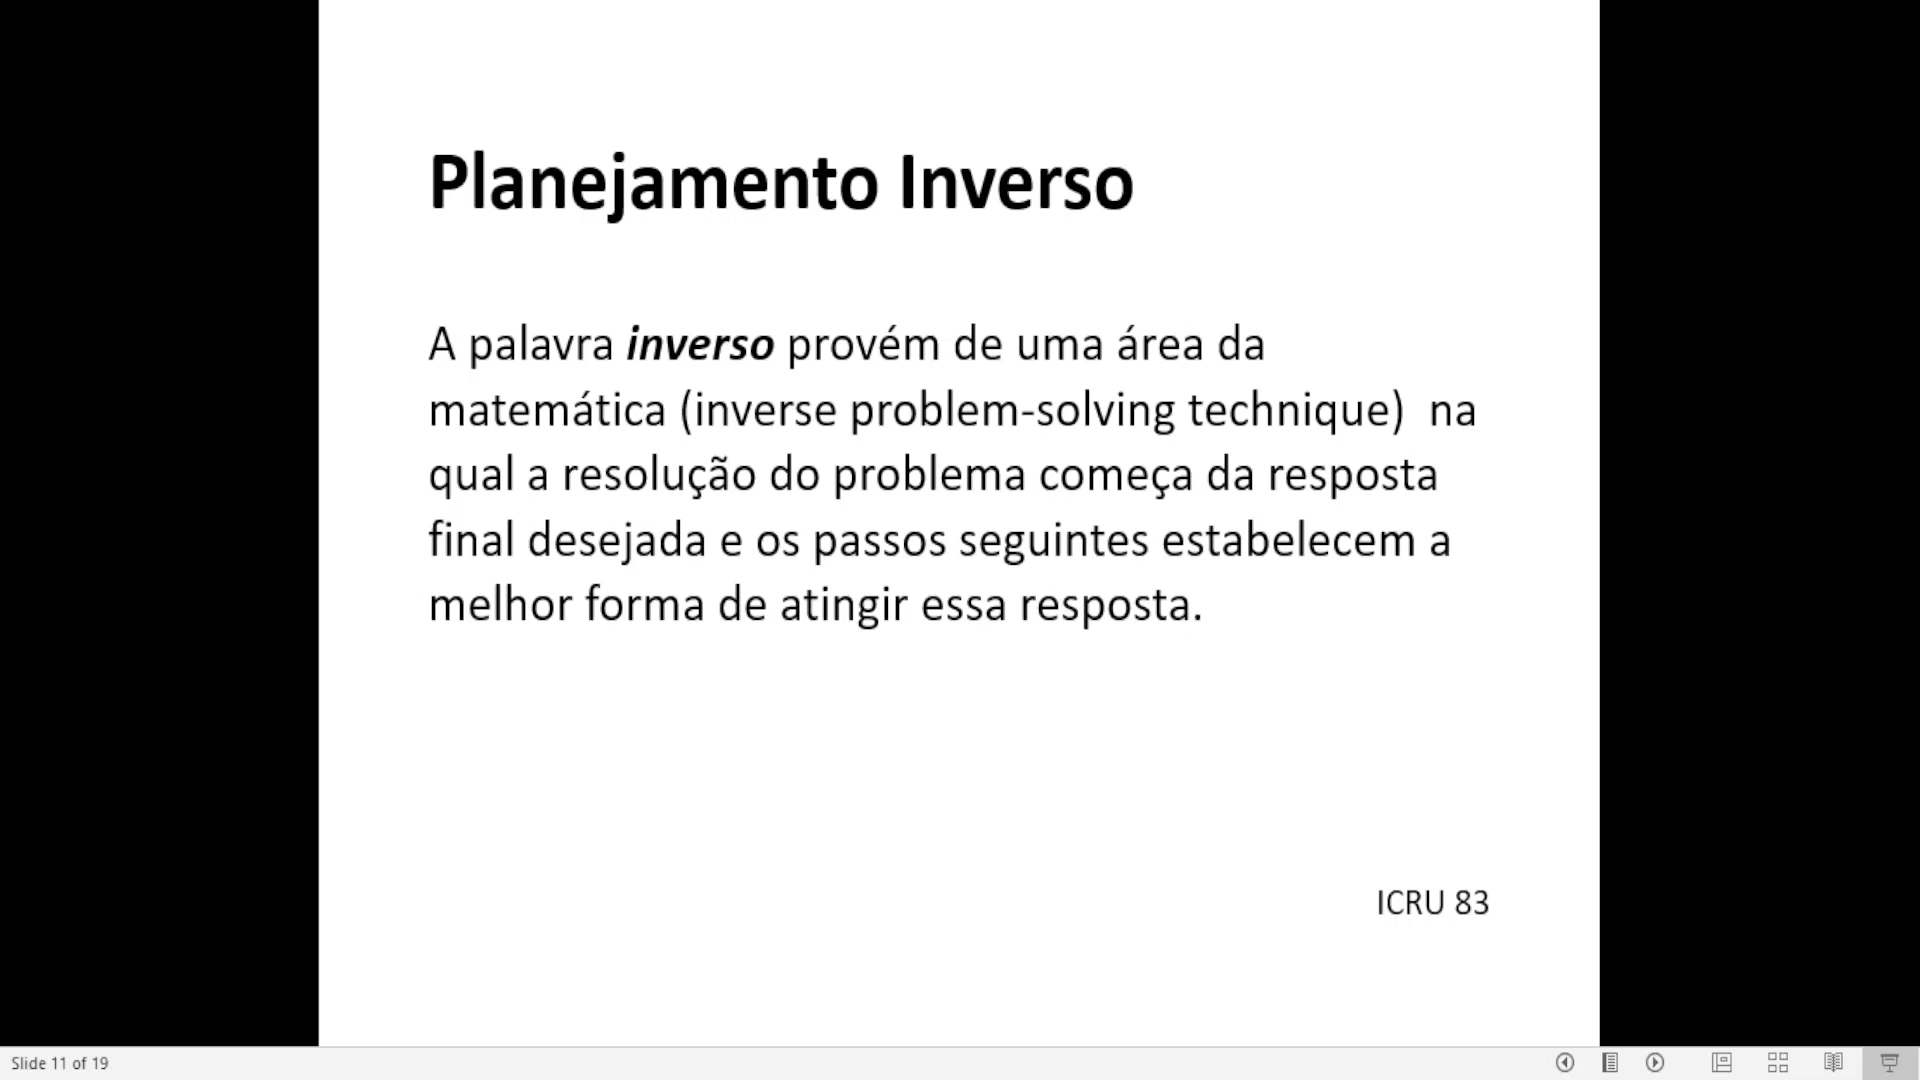 Planejamento Inverso
A palavra inverso provém de uma área da
matemática (inverse problem-solving technique) na
qual a resolução do problema começa da resposta
final desejada e os passos seguintes estabelecem a
melhor forma de atingir essa resposta.
ICRU 83
Slide 11 of 19